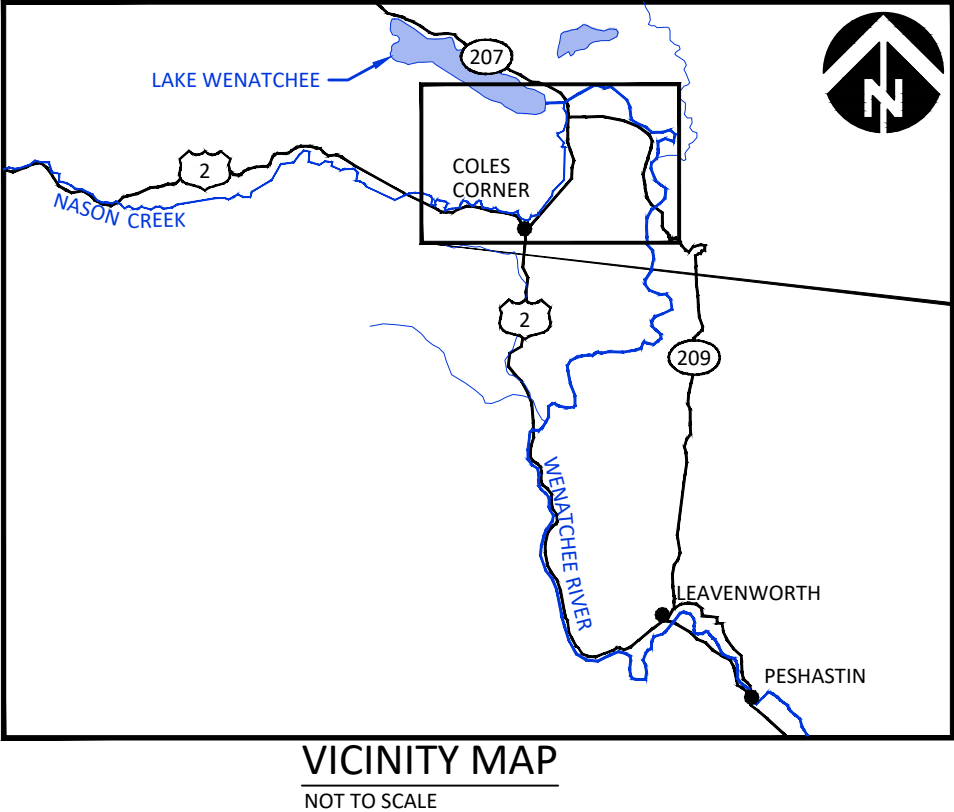 207
N
LAKE WENATCHEE
2
COLES
CORNER
NASON CREEK
2
209
WENATCHEE RIVER
LEAVENWORTH
PESHASTIN
VICINITY MAP
NOT TO SCALE